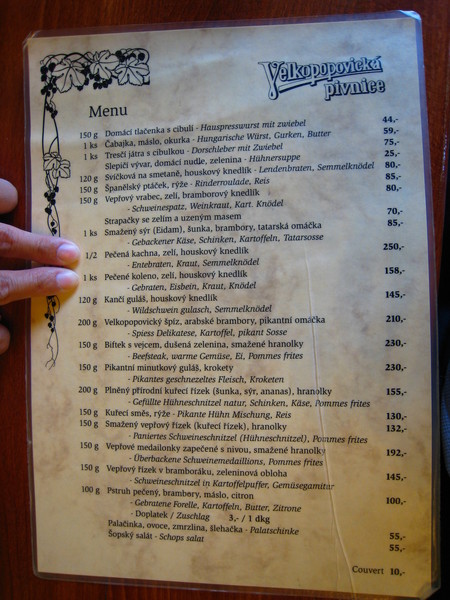 Velkopopovická
pivnice
Menu
150 g Domácí tlačenka s cibulí - Hauspresswurst mit zwiebel 44,-
1 ks Čabajka, máslo, okurka - Hungarische Würst, Gurken, Butter 59,-
1 ks Tresčí játra s cibulkou - Dorschleber mit Zwiebel 75,-
Slepičí vývar, domácí nudle, zelenina - Hühnersuppe 25,-
120 g Svíčková na smetaně, houskový knedlík - Lendenbraten, Semmelknödel 80,-
150 g Španělský ptáček, rýže - Rinderroulade, Reis 85,-
150 g Vepřový vrabec, zelí, bramborový knedlík 80,-
- Schweinespatz, Weinkraut, Kart. Knödel
Strapačky se zelím a uzeným masem 70,-
1 ks Smažený sýr (Eidam), šunka, brambory, tatarská omáčka 85,-
- Gebackener Käse, Schinken, Kartoffeln, Tatarsosse
1/2 Pečená kachna, zelí, houskový knedlík 250,-
- Entebraten, Kraut, Semmelknödel
1 ks Pečené koleno, zelí, houskový knedlík 158,-
- Gebraten, Eisbein, Kraut, Knödel
120 g Kančí guláš, houskový knedlík 145,-
- Wildschwein gulasch, Semmelknödel
200 g Velkopopovický špíz, arabské brambory, pikantní omáčka 210,-
- Spiess Delikatese, Kartoffel, pikant Sosse
150 g Biftek s vejcem, dušená zelenina, smažené hranolky 230,-
- Beefsteak, warme Gemüse, Ei, Pommes frites
150 g Pikantní minutkový guláš, krokety 230,-
- Pikantes geschnezeltes Fleisch, Kroketen
200 g Plněný přírodní kuřecí řízek (šunka, sýr, ananas), hranolky 155,-
- Gefüllte Hühneschnitzel natur, Schinken, Käse, Pommes frites
150 g Kuřecí směs, rýže - Pikante Hühn Mischung, Reis 130,-
150 g Smažený vepřový řízek (kuřecí řízek), hranolky 132,-
- Paniertes Schweineschnitzel (Hühneschnitzel), Pommes frites
150 g Vepřové medailonky zapečené s nivou, smažené hranolky 192,-
- Überbackene Schweinemedaillions, Pommes frites
150 g Vepřový řízek v bramboráku, zeleninová obloha 145,-
- Schweineschnitzel in Kartoffelpuffer, Gemüsegarnitur
100 g Pstruh pečený, brambory, máslo, citron 100,-
- Gebratene Forelle, Kartoffeln, Butter, Zitrone
- Doplatek / Zuschlag 3,- / 1 dkg
Palačinka, ovoce, zmrzlina, šlehačka - Palatschinke 55,-
Šopský salát - Schops salat 55,-
Couvert 10,-